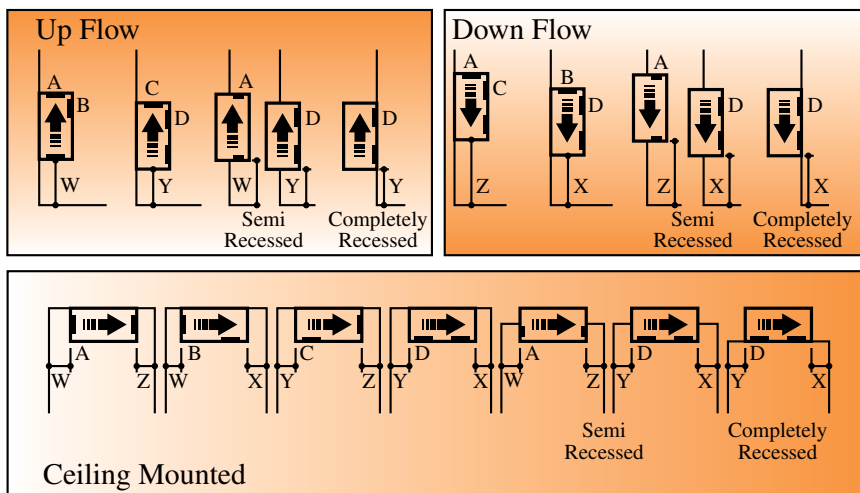 Up Flow
A
B
W
C
D
Y
A
W
D
Y
Semi
Recessed
D
Y
Completely
Recessed
Down Flow
A
C
Z
B
D
X
A
Z
D
X
Semi
Recessed
D
X
Completely
Recessed
A
W
Z
B
W
X
C
Y
Z
D
Y
X
A
W
Z
D
Y
X
Semi
Recessed
D
Y
X
Completely
Recessed
Ceiling Mounted